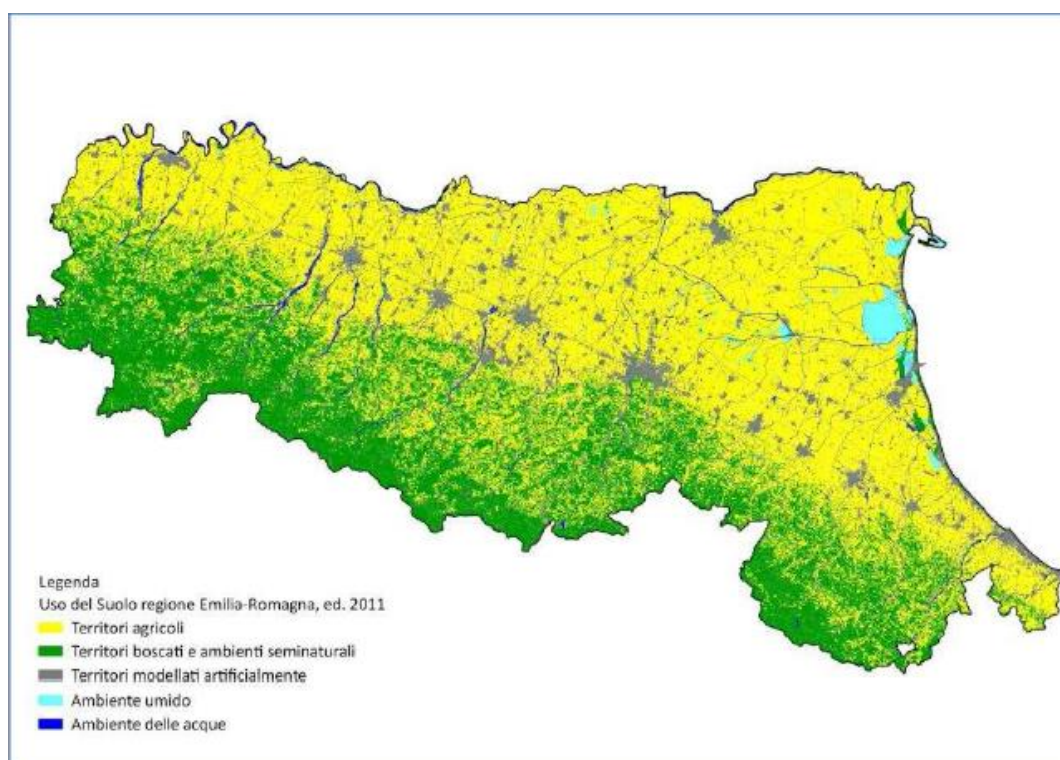 Legenda
Uso del Suolo regione Emilia-Romagna, ed. 2011
Territori agricoli
Territori boscati e ambienti seminaturali
Territori modellati artificialmente
Ambiente umido
Ambiente delle acque